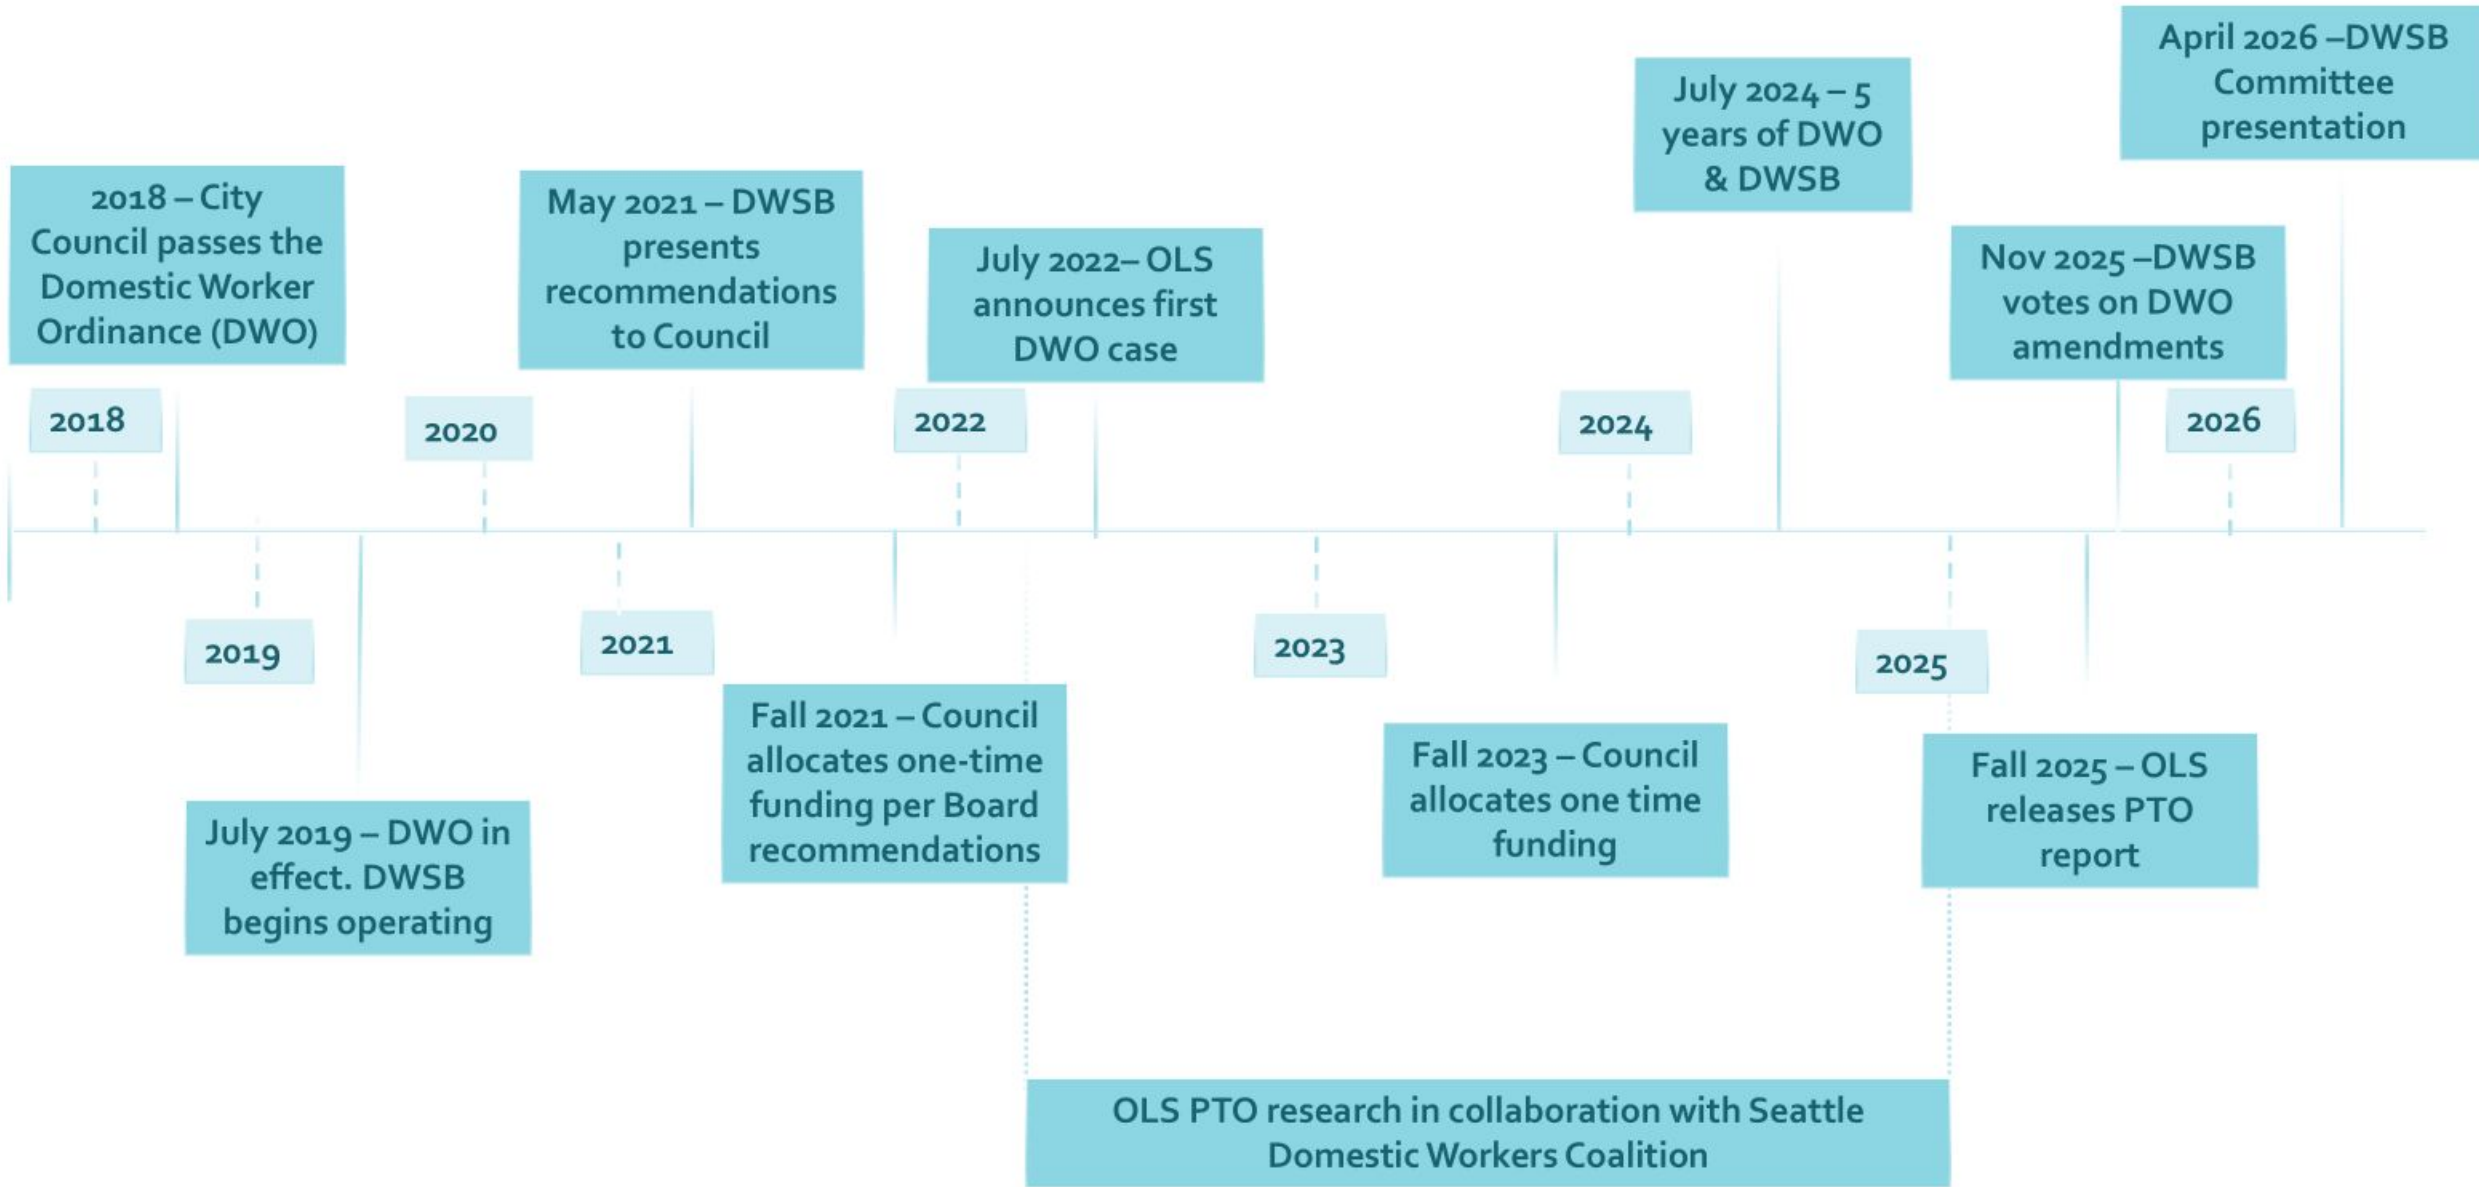 April 2026 –DWSB
Committee
presentation
July 2024 – 5
years of DWO
& DWSB
2018 – City
Council passes the
Domestic Worker
Ordinance (DWO)
May 2021 – DWSB
presents
recommendations
to Council
July 2022– OLS
announces first
DWO case
Nov 2025 –DWSB
votes on DWO
amendments
2018
2020
2022
2024
2026
2019
2021
2023
2025
Fall 2021 – Council
allocates one-time
funding per Board
recommendations
Fall 2023 – Council
allocates one time
funding
Fall 2025 – OLS
releases PTO
report
July 2019 – DWO in
effect. DWSB
begins operating
OLS PTO research in collaboration with Seattle
Domestic Workers Coalition